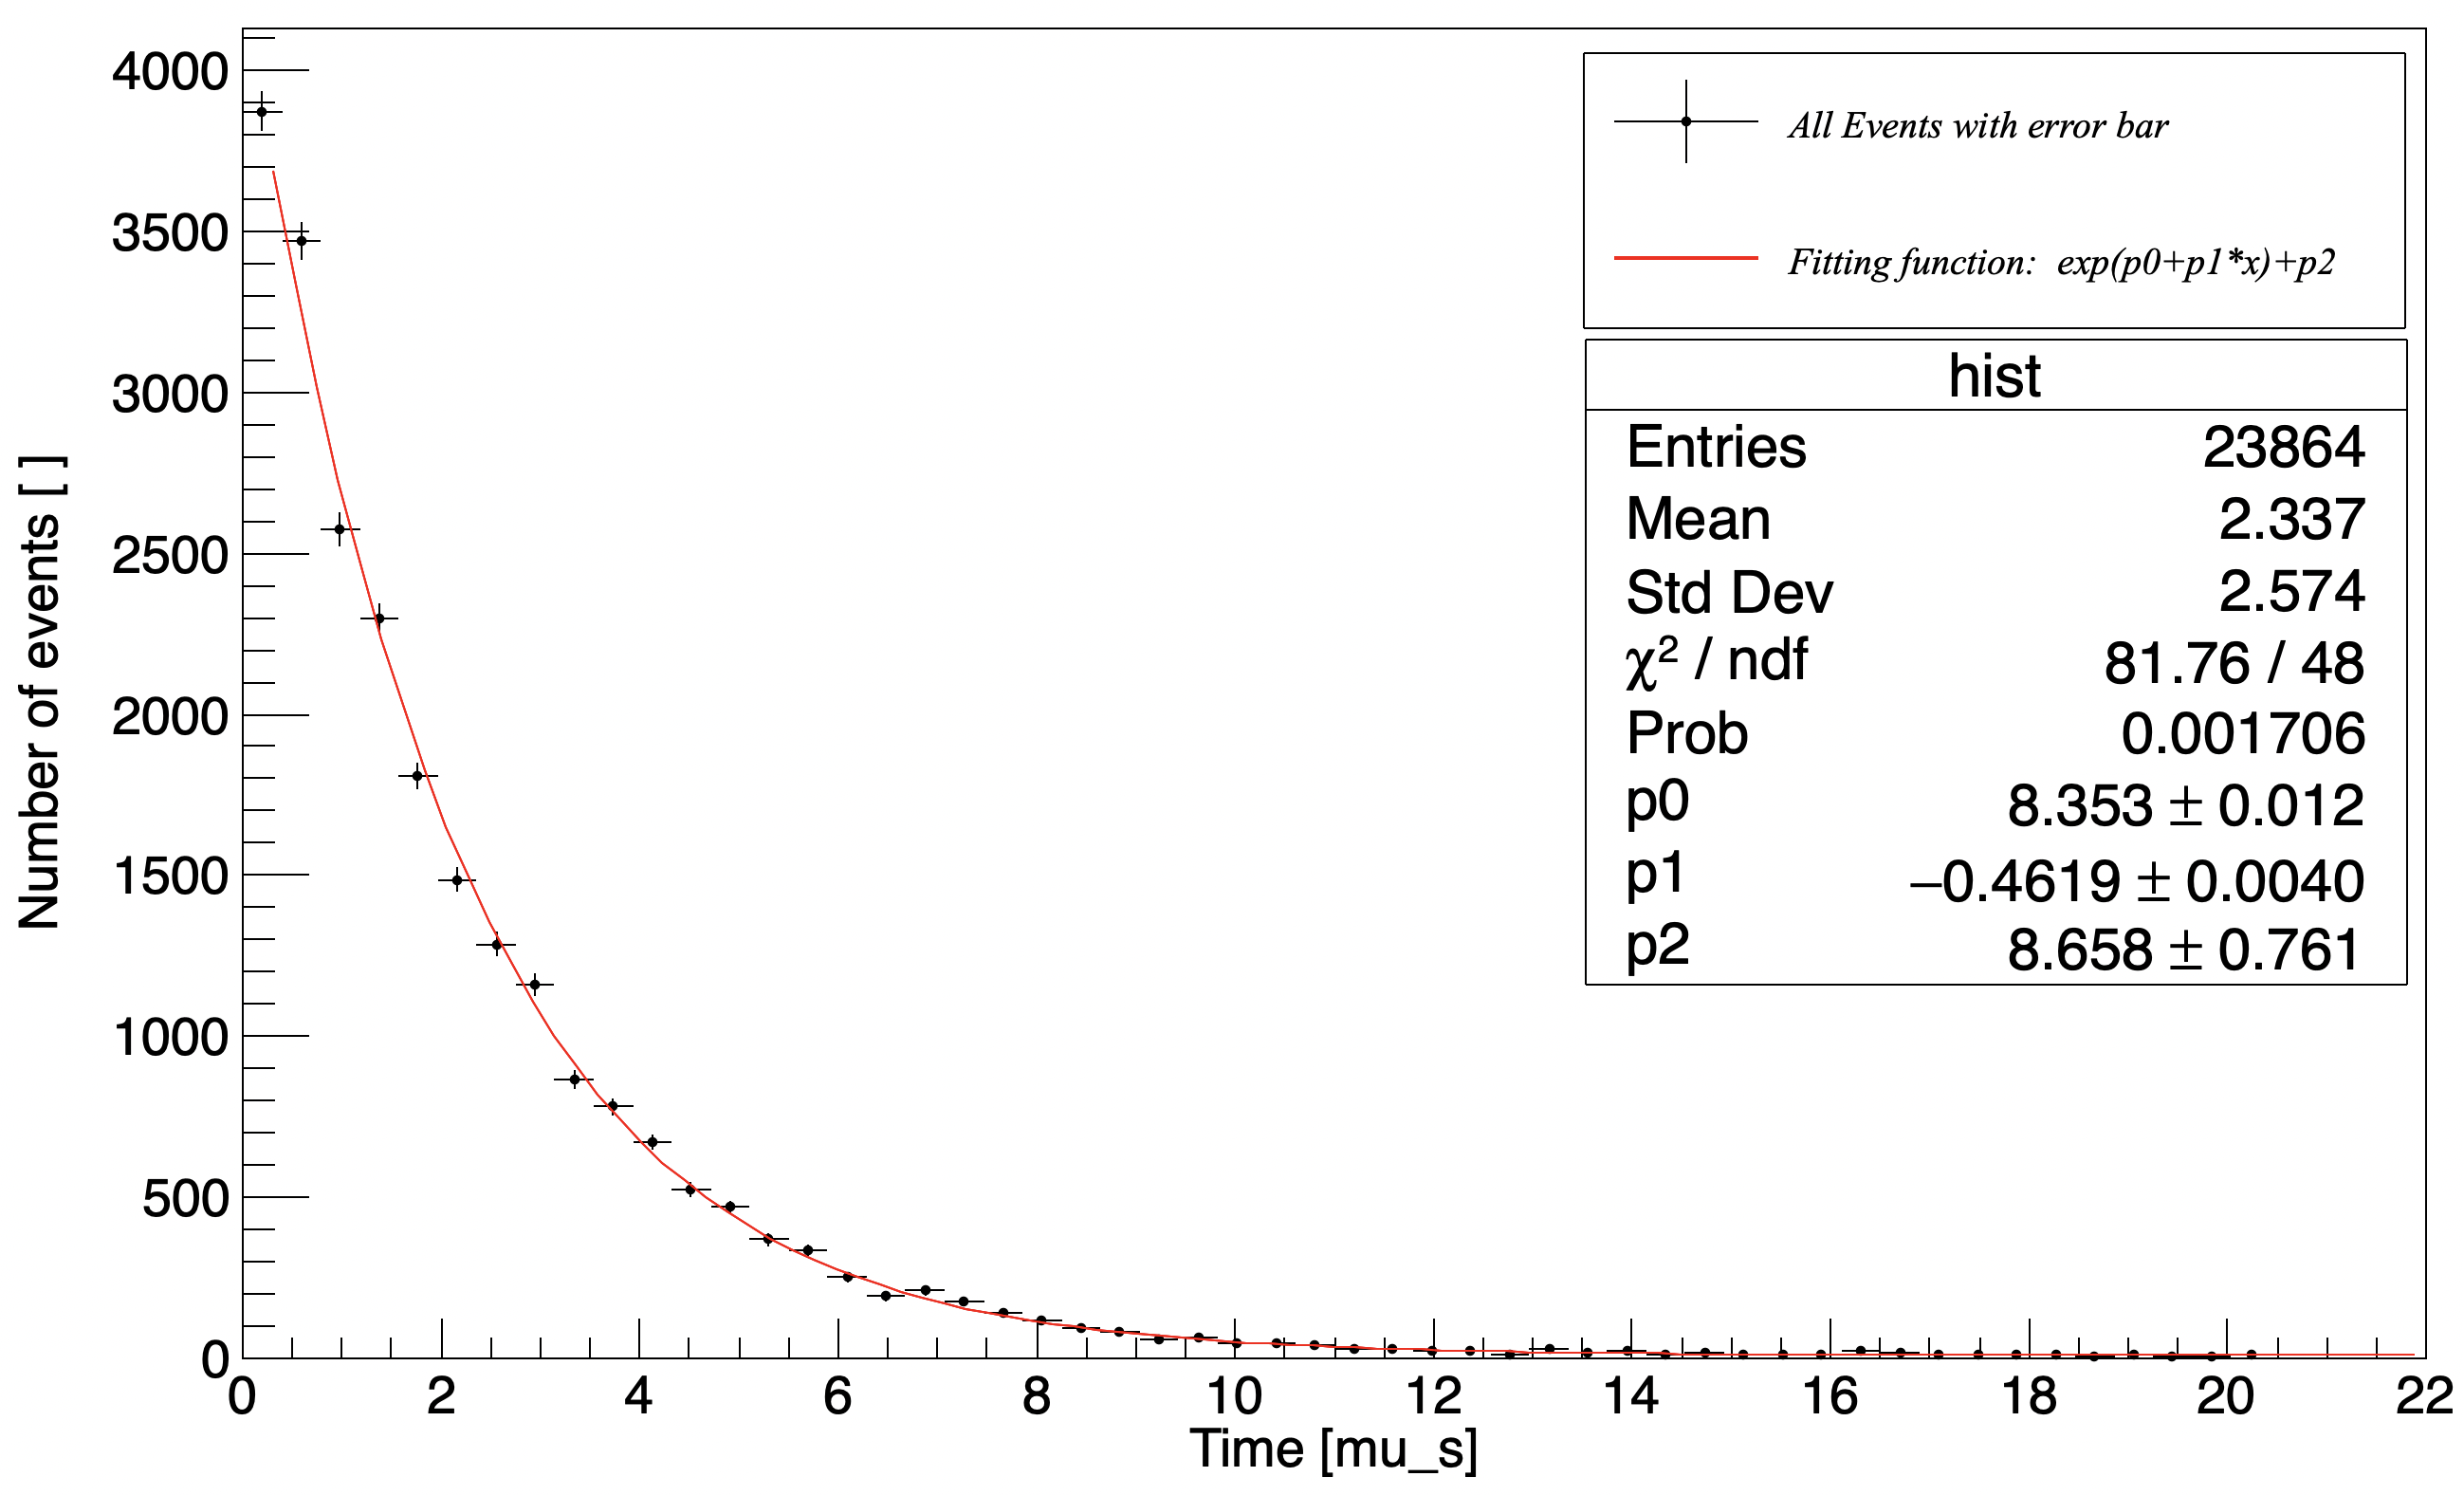 4000
3500
3000
2500
2000
1500
1000
500
0
Number of events [ ]
All Events with error bar
Fitting function: exp(p0+p1*x)+p2
hist
Entries 23864
Mean 2.337
Std Dev 2.574
χ² / ndf 81.76 / 48
Prob 0.001706
p0 8.353 ± 0.012
p1 −0.4619 ± 0.0040
p2 8.658 ± 0.761
0 2 4 6 8 10 12 14 16 18 20 22
Time [mu_s]